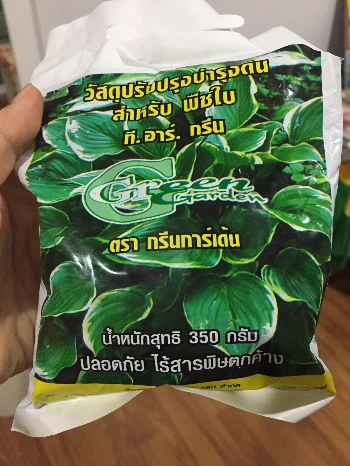 วัสดุปรับปรุงบำรุงดิน
สำหรับ พืชใบ
ที.อาร์. กรีน
Green
Garden
ตรา กรีนการ์เด้น
น้ำหนักสุทธิ 350 กรัม
ปลอดภัย ไร้สารพิษตกค้าง